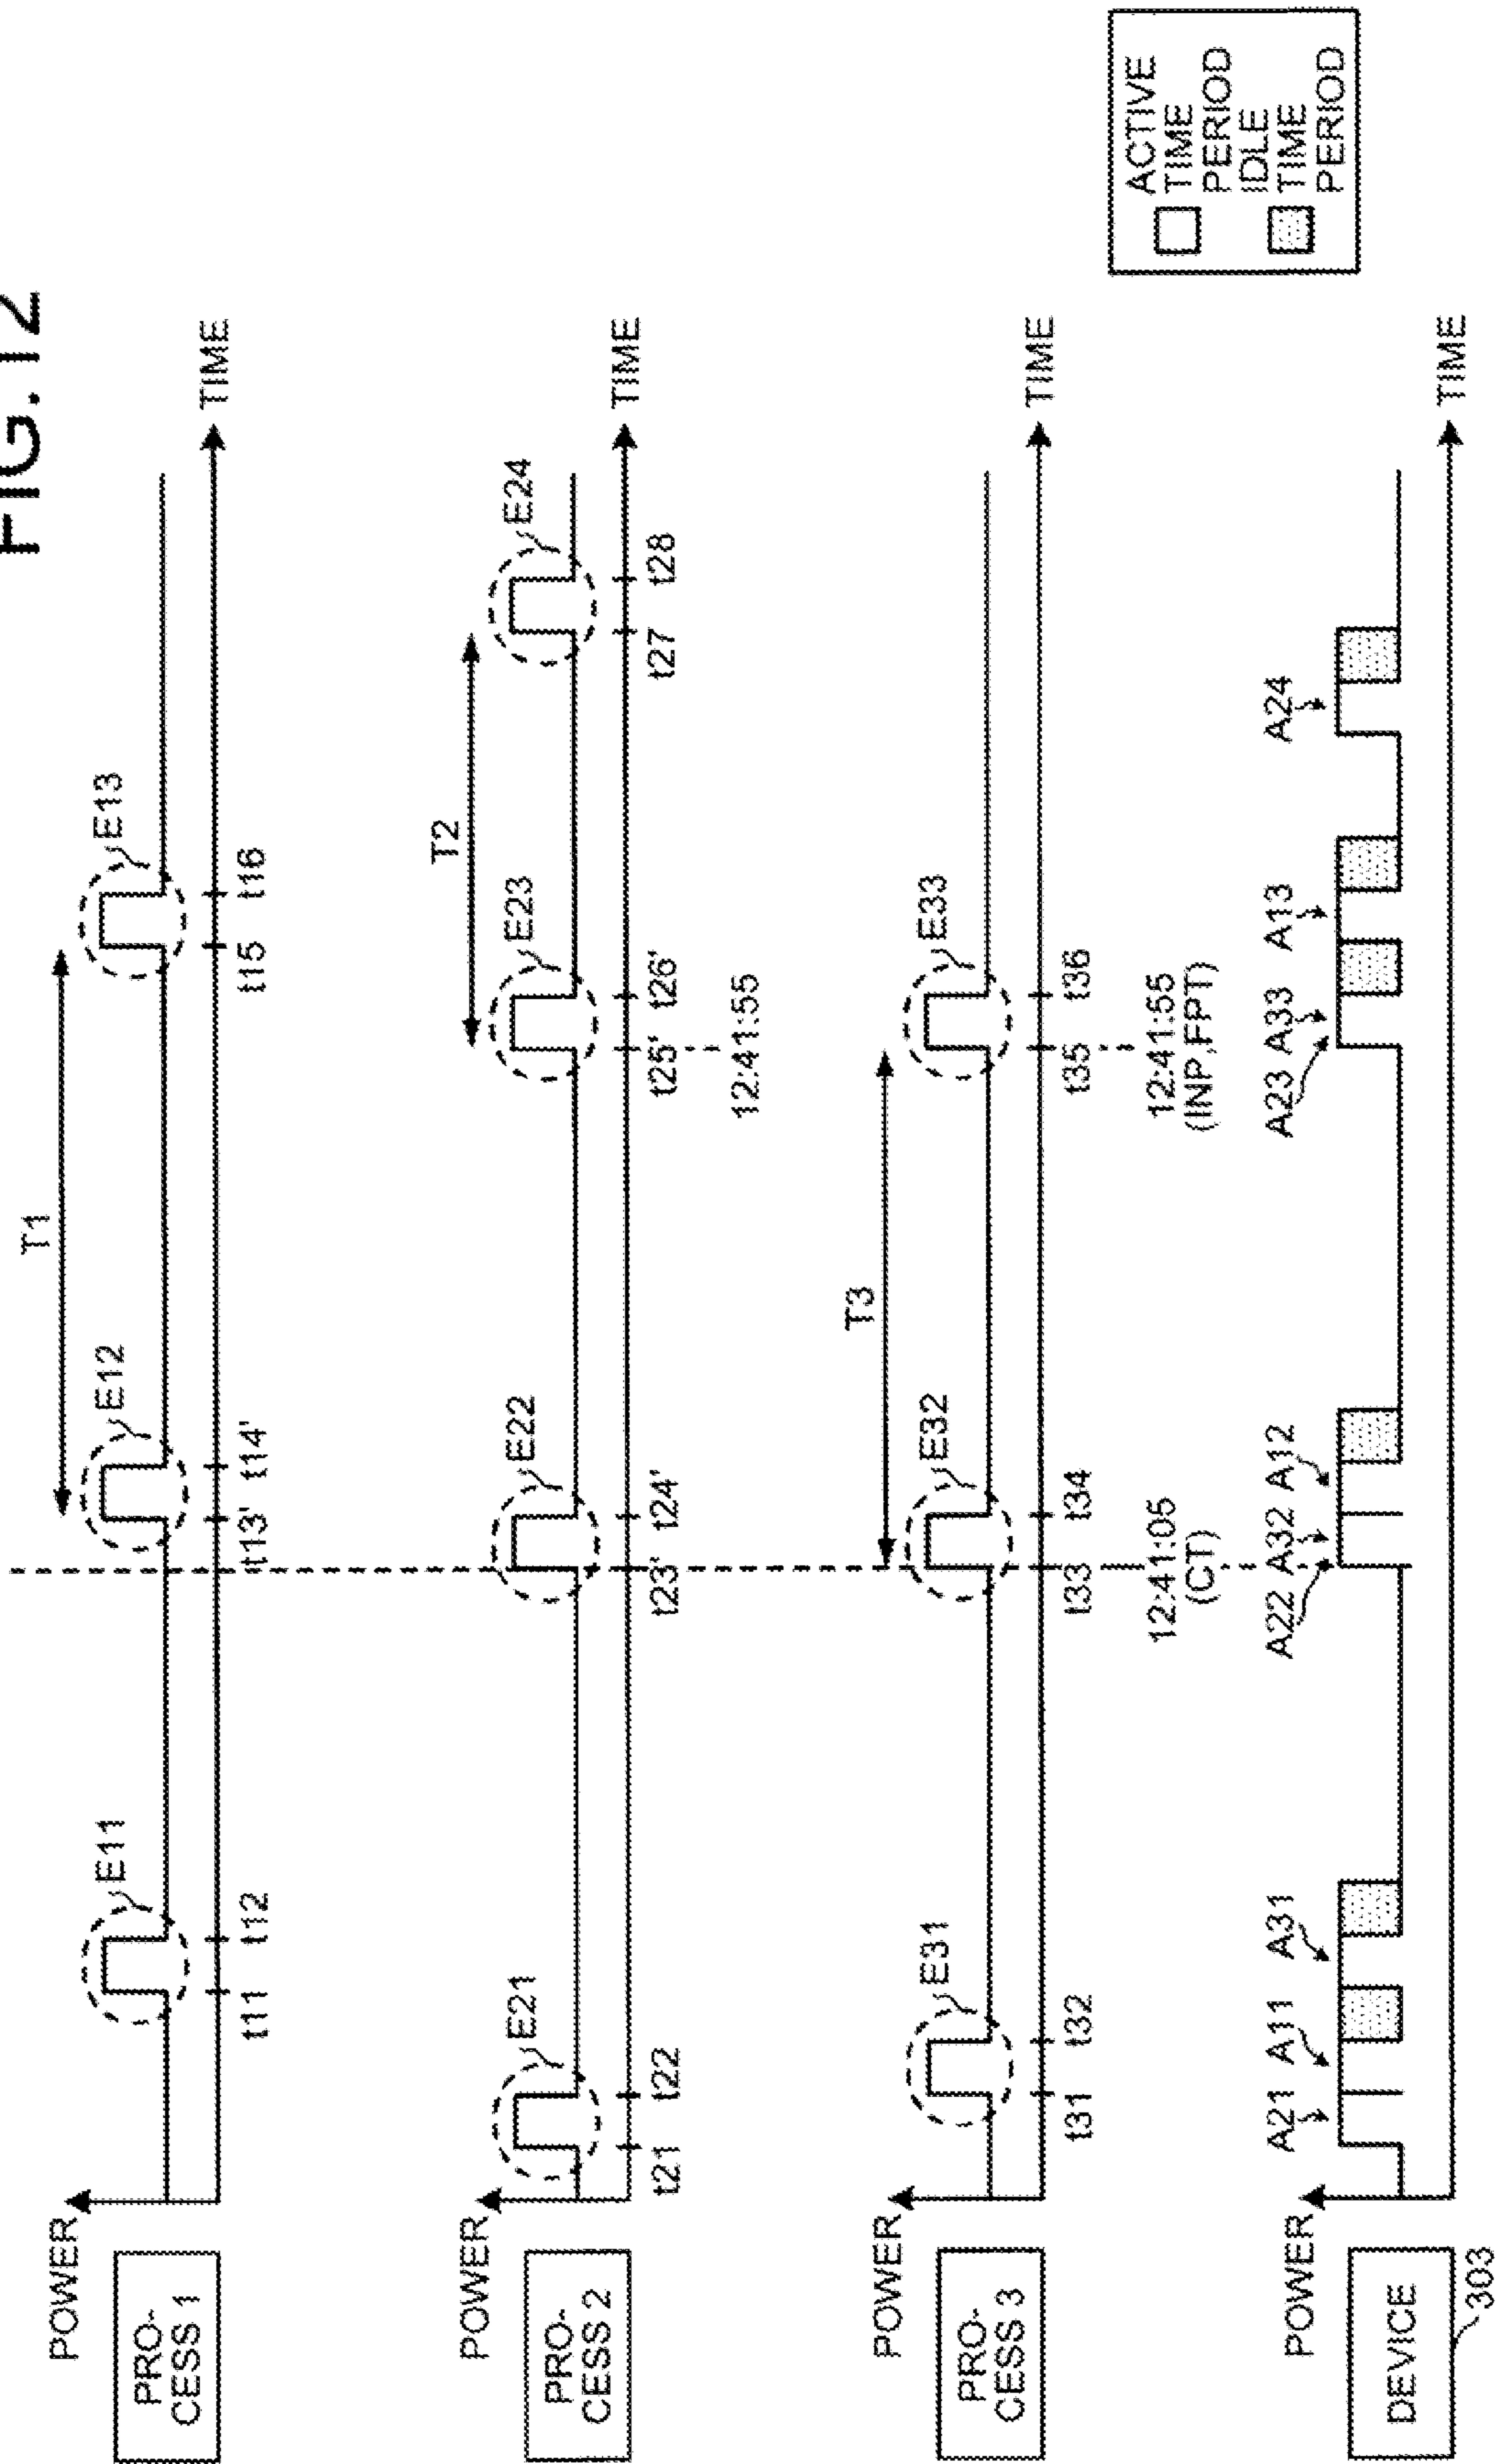 FIG.12
POWER
PRO-
CESS 1
T1
E11
E12
E13
t11
t12
t13'
t14'
t15
t16
TIME
POWER
PRO-
CESS 2
T2
E21
E22
E23
E24
t21
t22
t23'
t24'
t25'
t26'
t27
t28
TIME
12:41:55
POWER
PRO-
CESS 3
T3
E31
E32
E33
t31
t32
t33
t34
t35
t36
TIME
12:41:05
(CT)
12:41:55
(INP,FPT)
POWER
DEVICE
303
A21
A11
A31
A22
A32
A12
A23
A33
A13
A24
TIME
ACTIVE
TIME
PERIOD
IDLE
TIME
PERIOD